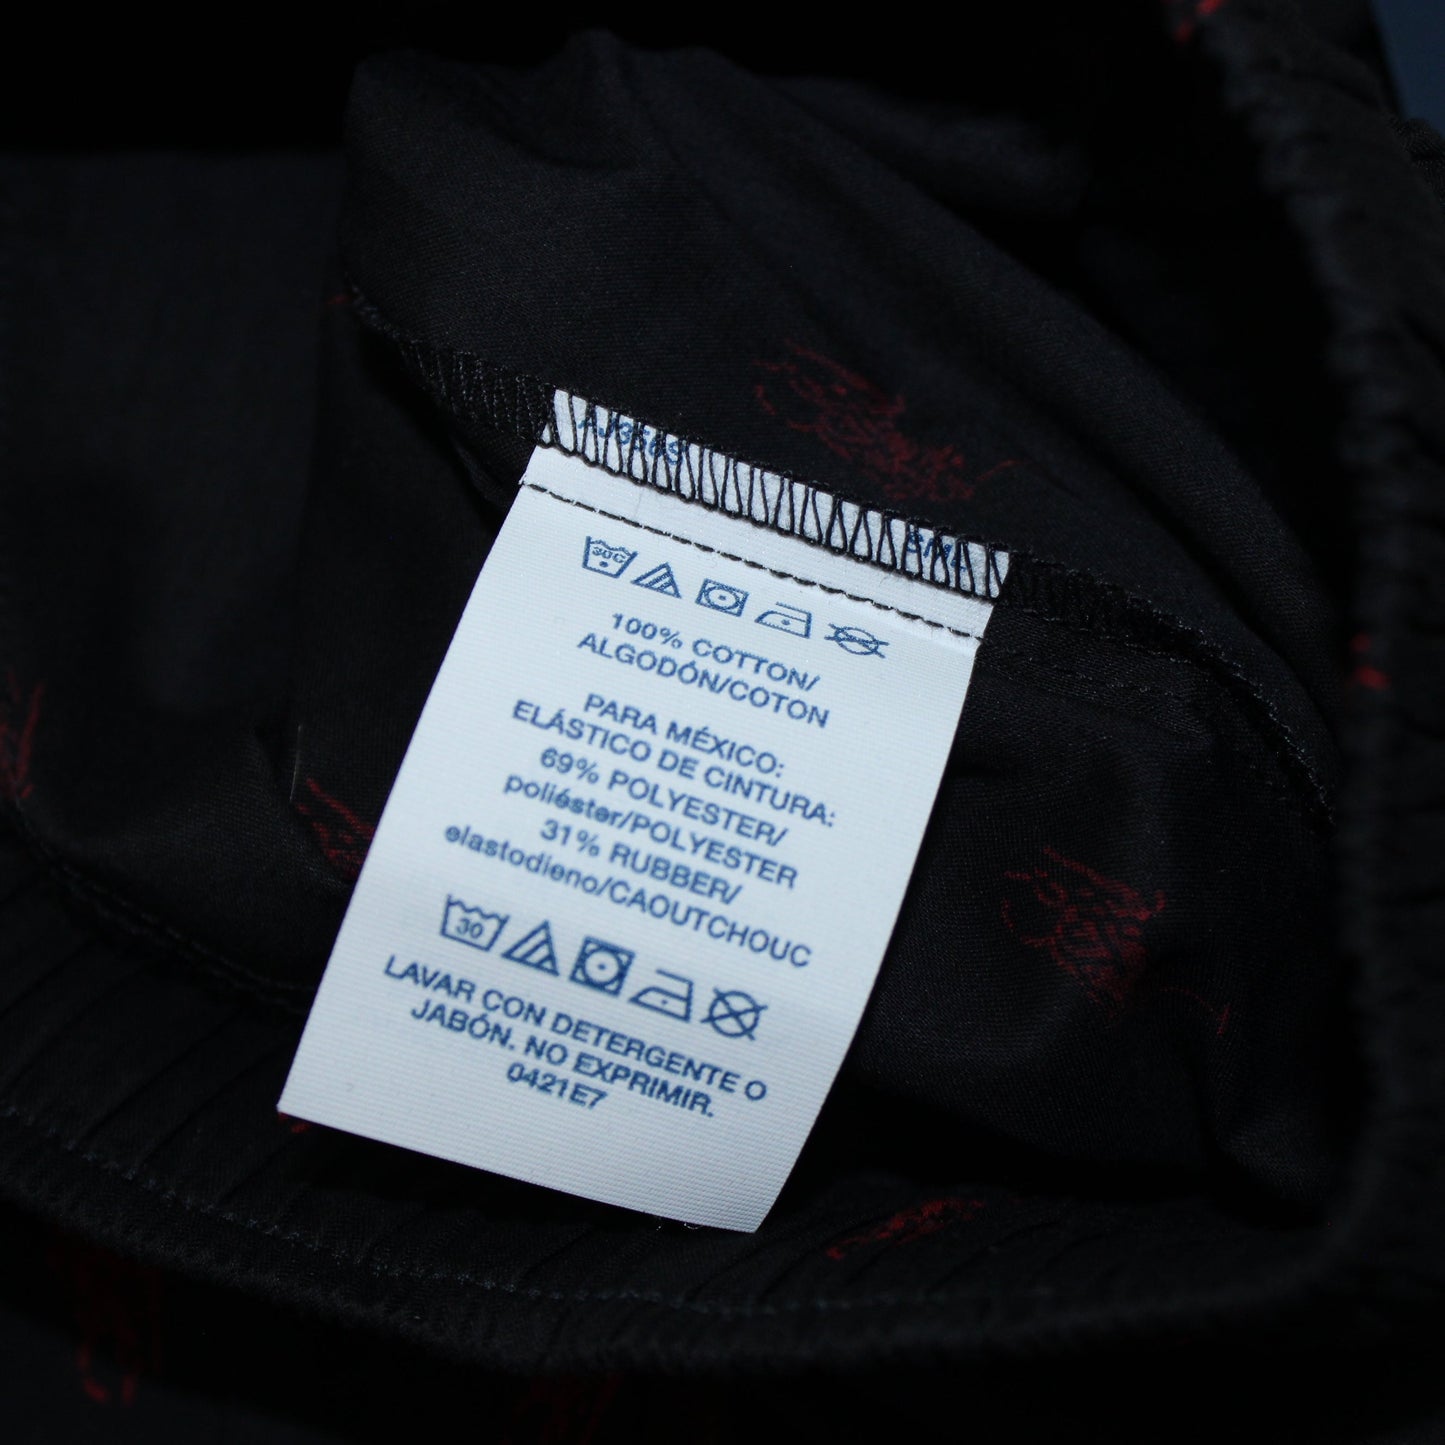 30C
100% COTTON/
ALGODÓN/COTON
PARA MÉXICO:
ELÁSTICO DE CINTURA:
69% POLYESTER/
poliéster/POLYESTER
31% RUBBER/
elastodieno/CAOUTCHOUC
30
LAVAR CON DETERGENTE O
JABÓN. NO EXPRIMIR.
0421E7